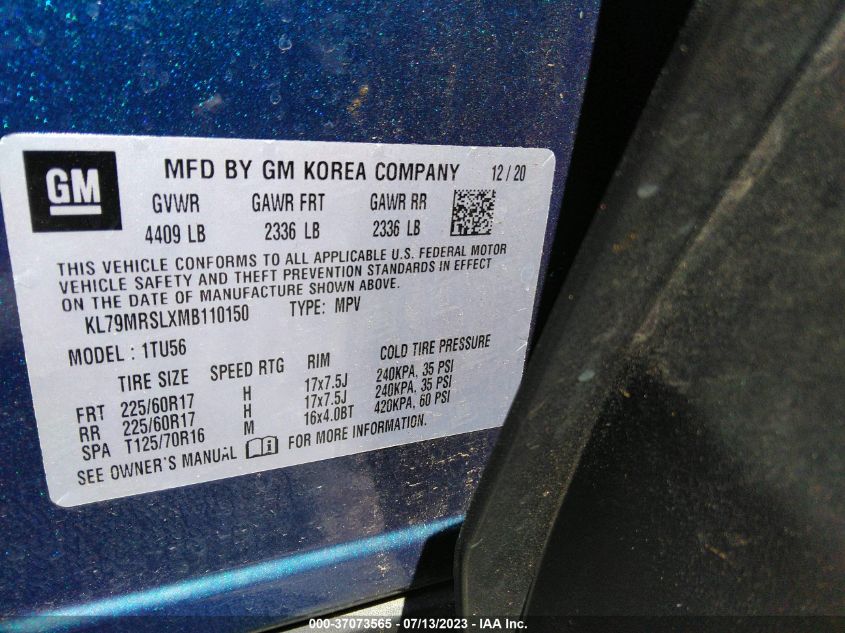 GM
MFD BY GM KOREA COMPANY 12 / 20
GVWR GAWR FRT GAWR RR
4409 LB 2336 LB 2336 LB
THIS VEHICLE CONFORMS TO ALL APPLICABLE U.S. FEDERAL MOTOR
VEHICLE SAFETY AND THEFT PREVENTION STANDARDS IN EFFECT
ON THE DATE OF MANUFACTURE SHOWN ABOVE.
KL79MRSLXMB110150 TYPE: MPV
MODEL : 1TU56
TIRE SIZE SPEED RTG RIM COLD TIRE PRESSURE
FRT 225/60R17 H 17x7.5J 240KPA, 35 PSI
RR 225/60R17 H 17x7.5J 240KPA, 35 PSI
SPA T125/70R16 M 16x4.0BT 420KPA, 60 PSI
SEE OWNER'S MANUAL FOR MORE INFORMATION.
000-37073565 - 07/13/2023 - IAA Inc.